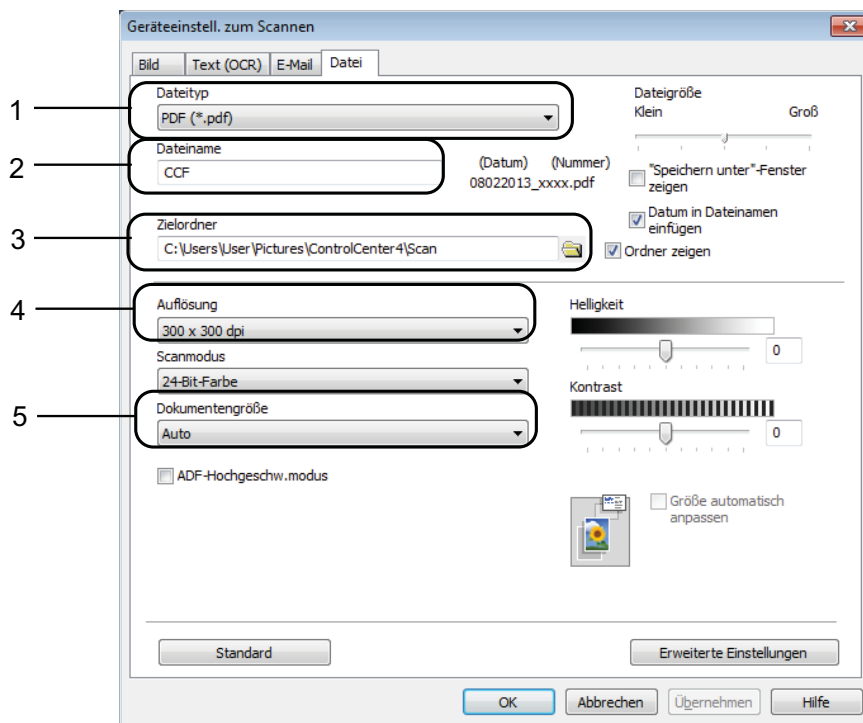 Geräteeinstell. zum Scannen
Bild
Text (OCR)
E-Mail
Datei
1
Dateityp
PDF (*.pdf)
Dateigröße
Klein
Groß
2
Dateiname
CCF
(Datum)
(Nummer)
08022013_xxxx.pdf
"Speichern unter"-Fenster
zeigen
Datum in Dateinamen
einfügen
3
Zielordner
C:\Users\User\Pictures\ControlCenter4\Scan
Ordner zeigen
4
Auflösung
300 x 300 dpi
Helligkeit
0
Scanmodus
24-Bit-Farbe
Kontrast
0
5
Dokumentengröße
Auto
ADF-Hochgeschw.modus
Größe automatisch
anpassen
Standard
Erweiterte Einstellungen
OK
Abbrechen
Übernehmen
Hilfe